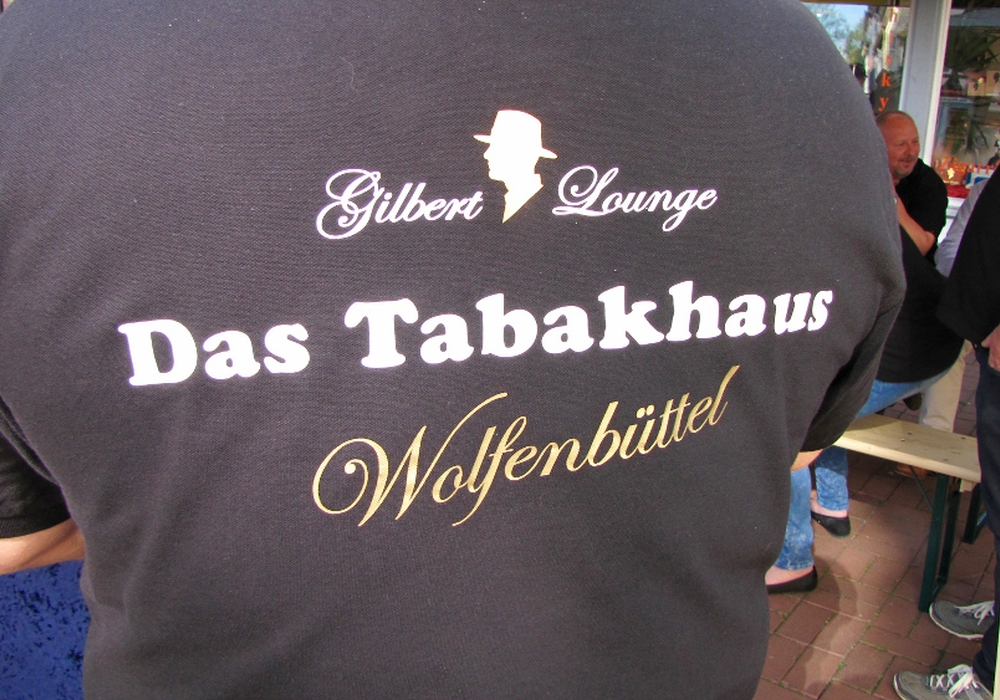 Gilbert Lounge
Das Tabakhaus
Wolfenbüttel